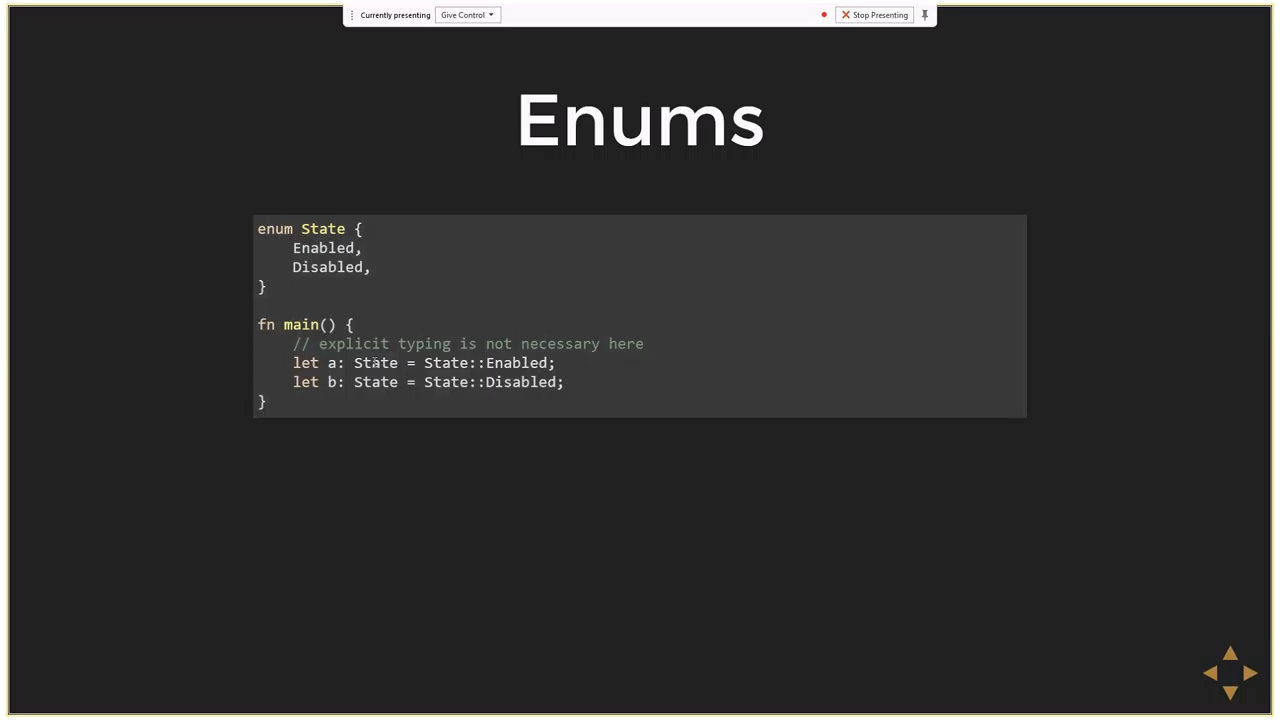 Currently presenting Give Control Stop Presenting
Enums
enum State {
    Enabled,
    Disabled,
}

fn main() {
    // explicit typing is not necessary here
    let a: State = State::Enabled;
    let b: State = State::Disabled;
}